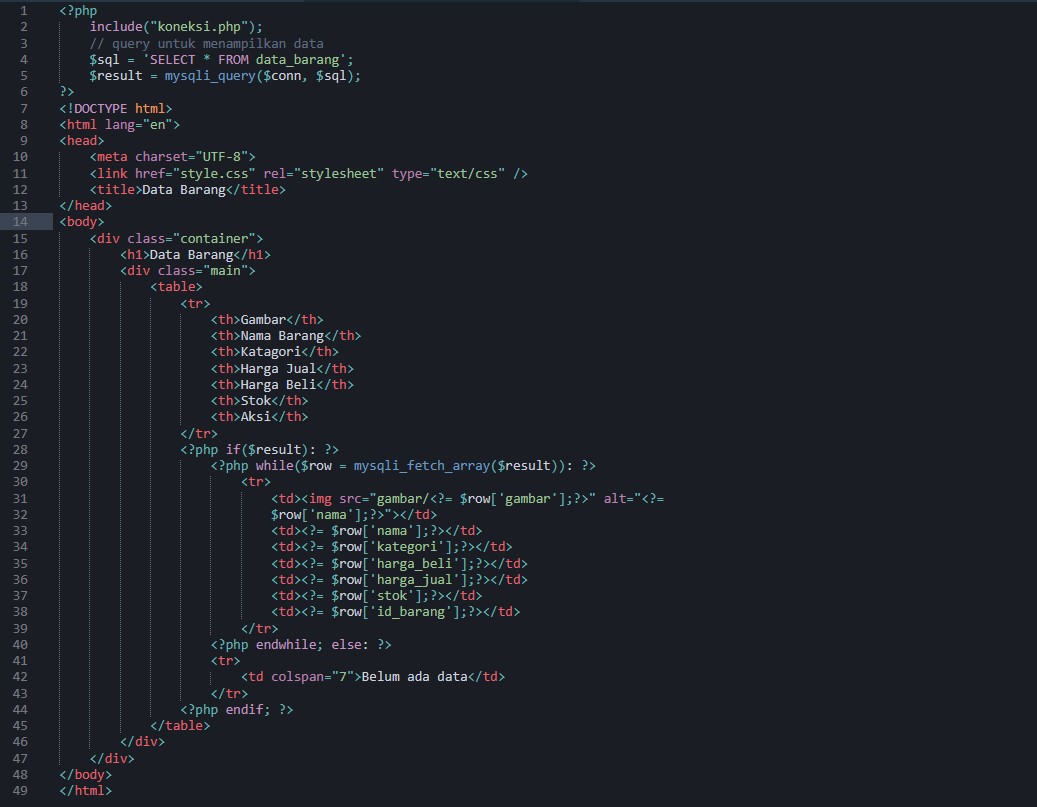 1 <?php
2     include("koneksi.php");
3     // query untuk menampilkan data
4     $sql = 'SELECT * FROM data_barang';
5     $result = mysqli_query($conn, $sql);
6 ?>
7 <!DOCTYPE html>
8 <html lang="en">
9 <head>
10     <meta charset="UTF-8">
11     <link href="style.css" rel="stylesheet" type="text/css" />
12     <title>Data Barang</title>
13 </head>
14 <body>
15     <div class="container">
16         <h1>Data Barang</h1>
17         <div class="main">
18             <table>
19                 <tr>
20                     <th>Gambar</th>
21                     <th>Nama Barang</th>
22                     <th>Katagori</th>
23                     <th>Harga Jual</th>
24                     <th>Harga Beli</th>
25                     <th>Stok</th>
26                     <th>Aksi</th>
27                 </tr>
28                 <?php if($result): ?>
29                     <?php while($row = mysqli_fetch_array($result)): ?>
30                         <tr>
31                             <td><img src="gambar/<?= $row['gambar'];?>" alt="<?=
32                             $row['nama'];?>"></td>
33                             <td><?= $row['nama'];?></td>
34                             <td><?= $row['kategori'];?></td>
35                             <td><?= $row['harga_beli'];?></td>
36                             <td><?= $row['harga_jual'];?></td>
37                             <td><?= $row['stok'];?></td>
38                             <td><?= $row['id_barang'];?></td>
39                         </tr>
40                     <?php endwhile; else: ?>
41                     <tr>
42                         <td colspan="7">Belum ada data</td>
43                     </tr>
44                 <?php endif; ?>
45             </table>
46         </div>
47     </div>
48 </body>
49 </html>